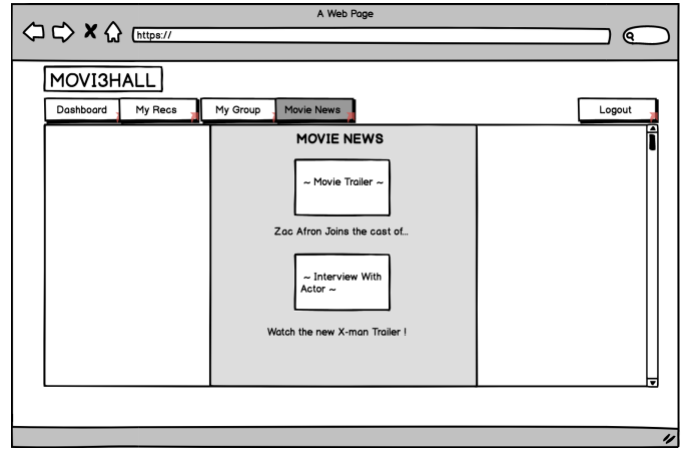 A Web Page
https://
MOVI3HALL
Dashboard My Recs My Group Movie News Logout
MOVIE NEWS
~ Movie Trailer ~
Zac Afron Joins the cast of...
~ Interview With
Actor ~
Watch the new X-man Trailer !